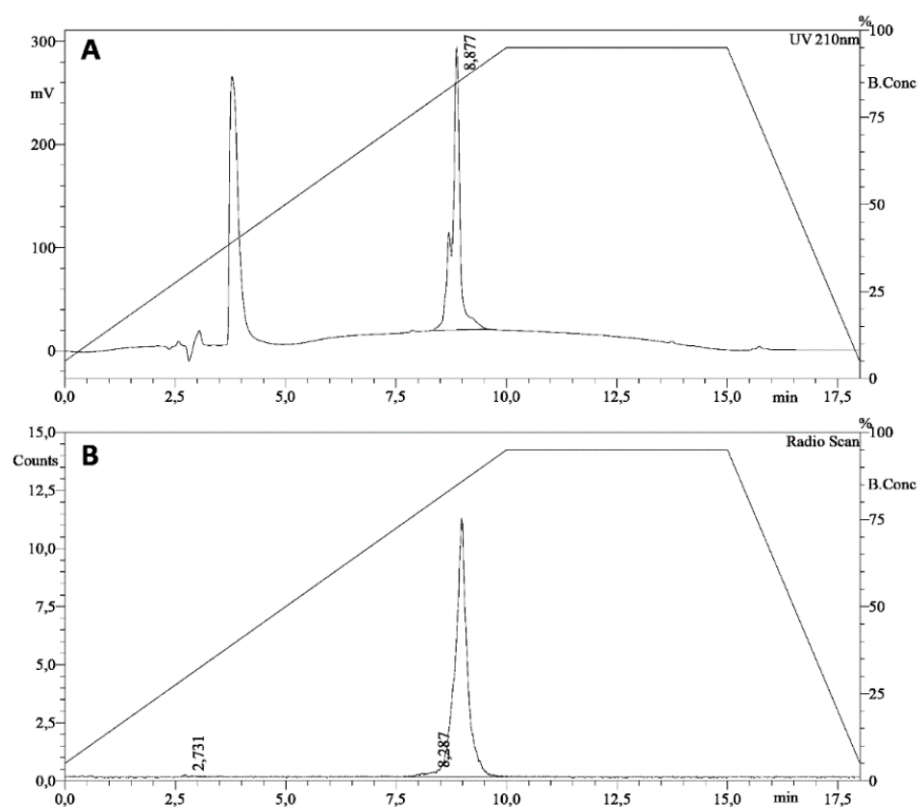 A
UV 210nm
%
mV
B.Conc
300
200
100
0
100
75
50
25
0
8,877
0,0 2,5 5,0 7,5 10,0 12,5 15,0 min 17,5
B
Radio Scan
%
Counts
B.Conc
15,0
12,5
10,0
7,5
5,0
2,5
0,0
100
75
50
25
0
2,731
8,287
0,0 2,5 5,0 7,5 10,0 12,5 15,0 min 17,5